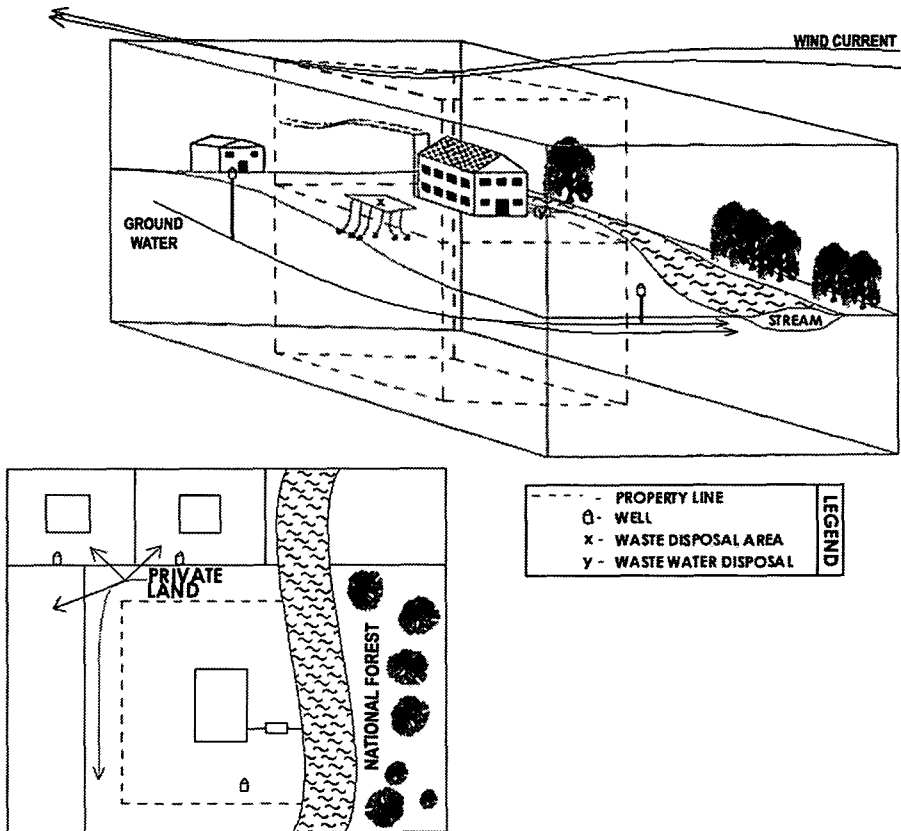 WIND CURRENT
GROUND
WATER
x
y
STREAM
PRIVATE
LAND
NATIONAL FOREST
- PROPERTY LINE
- WELL
x - WASTE DISPOSAL AREA
y - WASTE WATER DISPOSAL
LEGEND